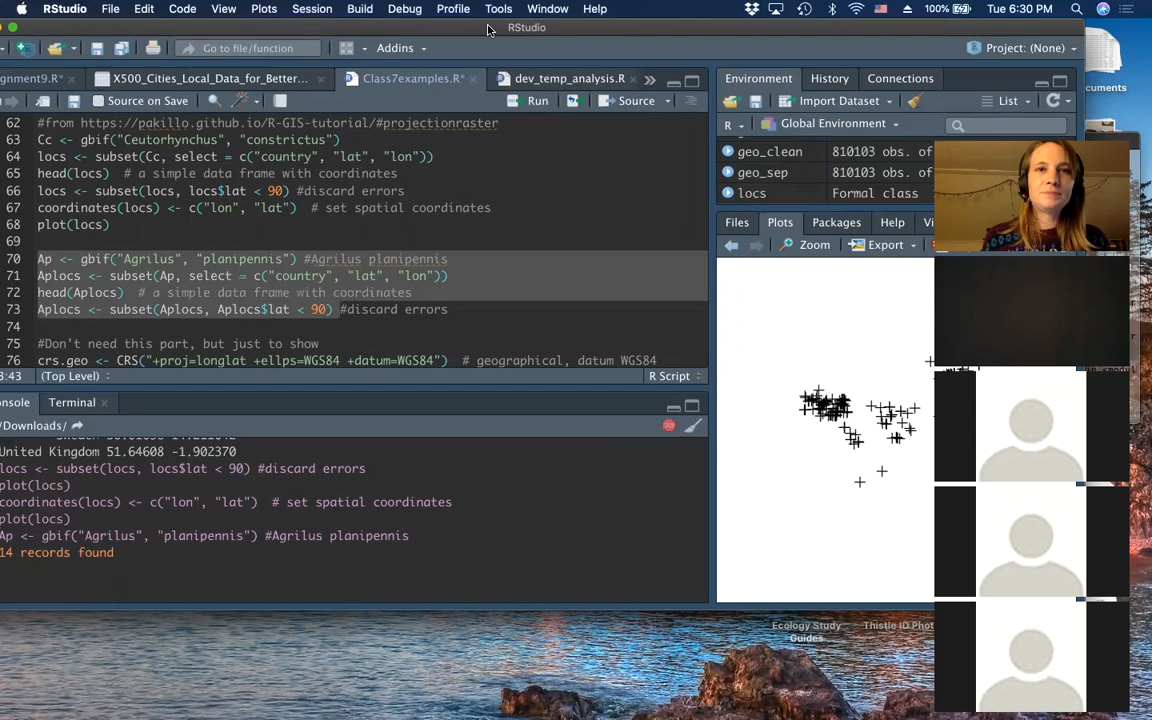 RStudio File Edit Code View Plots Session Build Debug Profile Tools Window Help 100% Tue 6:30 PM
RStudio
Go to file/function Addins Project: (None)
gnment9.R* X500_Cities_Local_Data_for_Better... Class7examples.R* dev_temp_analysis.R
Source on Save Run Source
62 #from https://pakillo.github.io/R-GIS-tutorial/#projectionraster
63 Cc <- gbif("Ceutorhynchus", "constrictus")
64 locs <- subset(Cc, select = c("country", "lat", "lon"))
65 head(locs)  # a simple data frame with coordinates
66 locs <- subset(locs, locs$lat < 90) #discard errors
67 coordinates(locs) <- c("lon", "lat")  # set spatial coordinates
68 plot(locs)
69
70 Ap <- gbif("Agrilus", "planipennis") #Agrilus planipennis
71 Aplocs <- subset(Ap, select = c("country", "lat", "lon"))
72 head(Aplocs)  # a simple data frame with coordinates
73 Aplocs <- subset(Aplocs, Aplocs$lat < 90) #discard errors
74
75 #Don't need this part, but just to show
76 crs.geo <- CRS("+proj=longlat +ellps=WGS84 +datum=WGS84")  # geographical, datum WGS84
3:43 (Top Level) R Script
onsole Terminal
/Downloads/
United Kingdom 51.64608 -1.902370
locs <- subset(locs, locs$lat < 90) #discard errors
plot(locs)
coordinates(locs) <- c("lon", "lat")  # set spatial coordinates
plot(locs)
Ap <- gbif("Agrilus", "planipennis") #Agrilus planipennis
14 records found
Environment History Connections
Import Dataset List
R Global Environment
geo_clean 810103 obs. of
geo_sep 810103 obs. of
locs Formal class
Files Plots Packages Help Vi
Zoom Export
cuments
Ecology Study
Guides
Thistle ID Phot